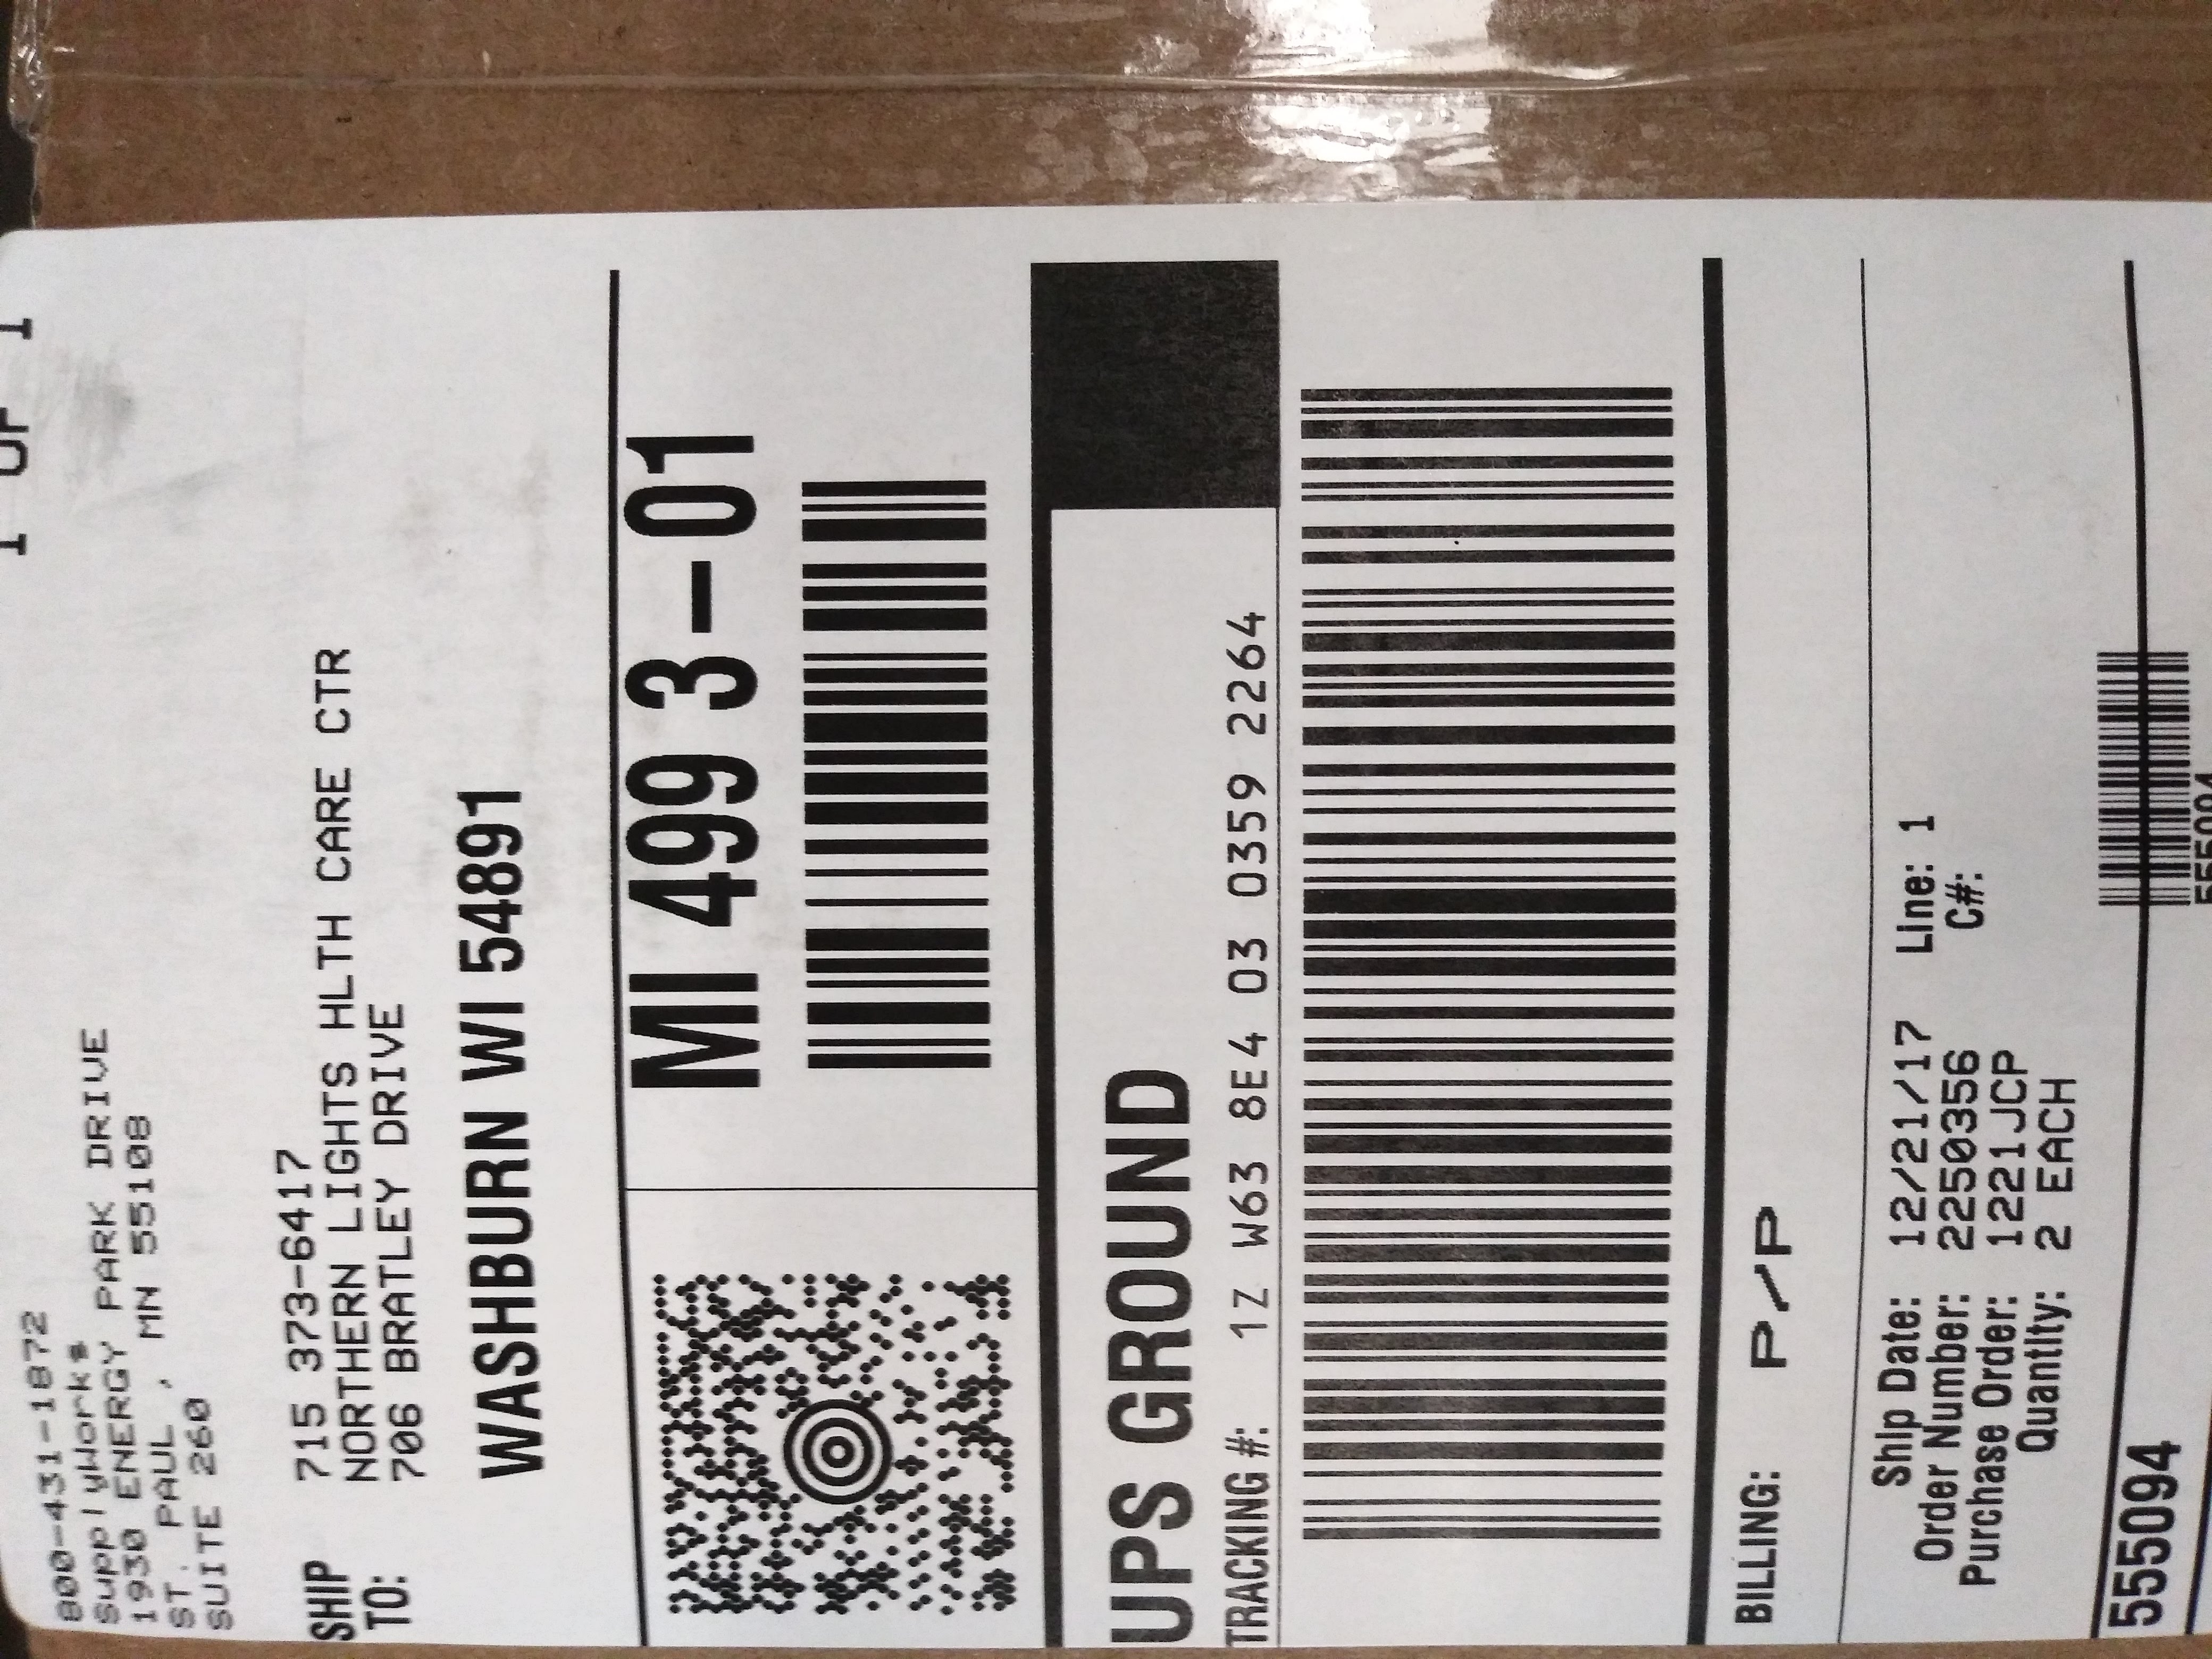 1 OF 1
800-431-1872
SupplyWorks
1930 ENERGY PARK DRIVE
ST. PAUL , MN 55108
SUITE 260
SHIP TO:
715 373-6417
NORTHERN LIGHTS HLTH CARE CTR
706 BRATLEY DRIVE
WASHBURN WI 54891
MI 499 3-01
UPS GROUND
TRACKING #: 1Z W63 8E4 03 0359 2264
BILLING: P/P
Ship Date: 12/21/17 Line: 1
Order Number: 2250356 C#:
Purchase Order: 1221JCP
Quantity: 2 EACH
555094
555094